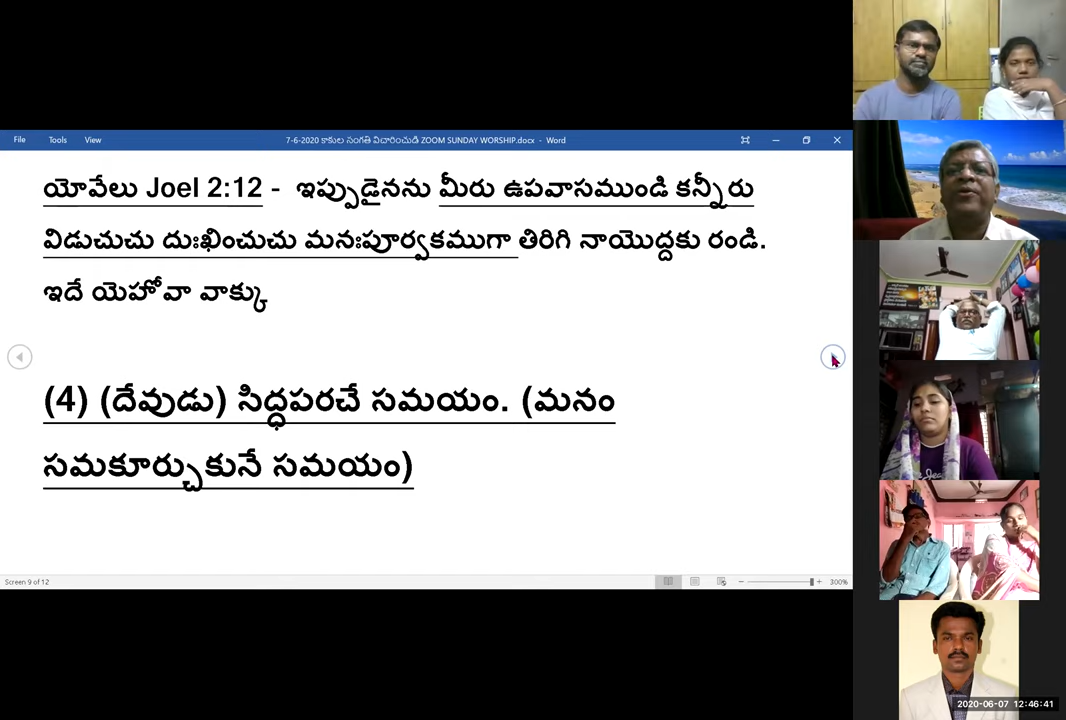 File Tools View 7-6-2020 కాకుల సంగతి విచారించుడి ZOOM SUNDAY WORSHIP.docx - Word
యోవేలు Joel 2:12 - ఇప్పుడైనను మీరు ఉపవాసముండి కన్నీరు
విడుచుచు దుఃఖించుచు మనఃపూర్వకముగా తిరిగి నాయొద్దకు రండి.
ఇదే యెహోవా వాక్కు
(4) (దేవుడు) సిద్ధపరచే సమయం. (మనం
సమకూర్చుకునే సమయం)
Screen 9 of 12 300%
2020-06-07 12:46:41